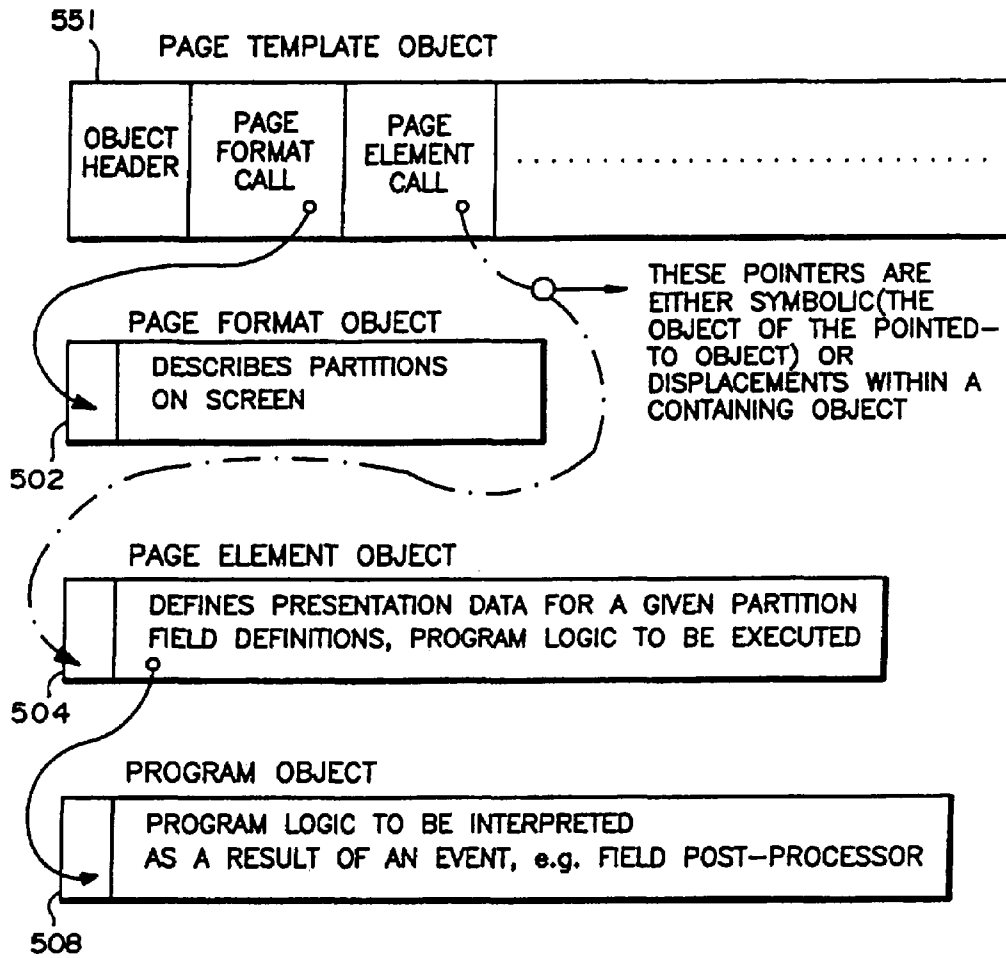 551
PAGE TEMPLATE OBJECT
OBJECT
HEADER
PAGE
FORMAT
CALL
PAGE
ELEMENT
CALL
....................................
THESE POINTERS ARE
EITHER SYMBOLIC(THE
OBJECT OF THE POINTED-
TO OBJECT) OR
DISPLACEMENTS WITHIN A
CONTAINING OBJECT
PAGE FORMAT OBJECT
DESCRIBES PARTITIONS
ON SCREEN
502
PAGE ELEMENT OBJECT
DEFINES PRESENTATION DATA FOR A GIVEN PARTITION
FIELD DEFINITIONS, PROGRAM LOGIC TO BE EXECUTED
504
PROGRAM OBJECT
PROGRAM LOGIC TO BE INTERPRETED
AS A RESULT OF AN EVENT, e.g. FIELD POST-PROCESSOR
508